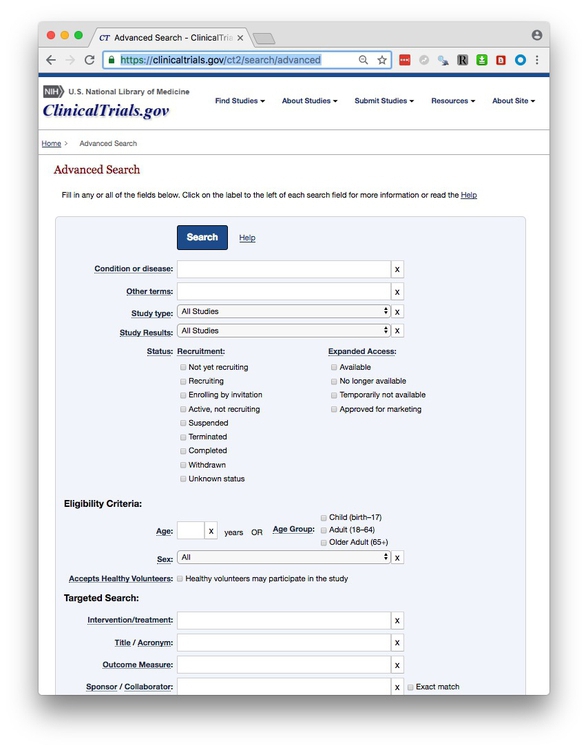 CT Advanced Search - ClinicalTri
https://clinicaltrials.gov/ct2/search/advanced
NIH U.S. National Library of Medicine
ClinicalTrials.gov
Find Studies About Studies Submit Studies Resources About Site
Home > Advanced Search
Advanced Search
Fill in any or all of the fields below. Click on the label to the left of each search field for more information or read the Help
Search Help
Condition or disease: x
Other terms: x
Study type: All Studies x
Study Results: All Studies x
Status: Recruitment: Expanded Access:
Not yet recruiting Available
Recruiting No longer available
Enrolling by invitation Temporarily not available
Active, not recruiting Approved for marketing
Suspended
Terminated
Completed
Withdrawn
Unknown status
Eligibility Criteria:
Child (birth–17)
Age: x years OR Age Group: Adult (18–64)
Older Adult (65+)
Sex: All x
Accepts Healthy Volunteers: Healthy volunteers may participate in the study
Targeted Search:
Intervention/treatment: x
Title / Acronym: x
Outcome Measure: x
Sponsor / Collaborator: x Exact match